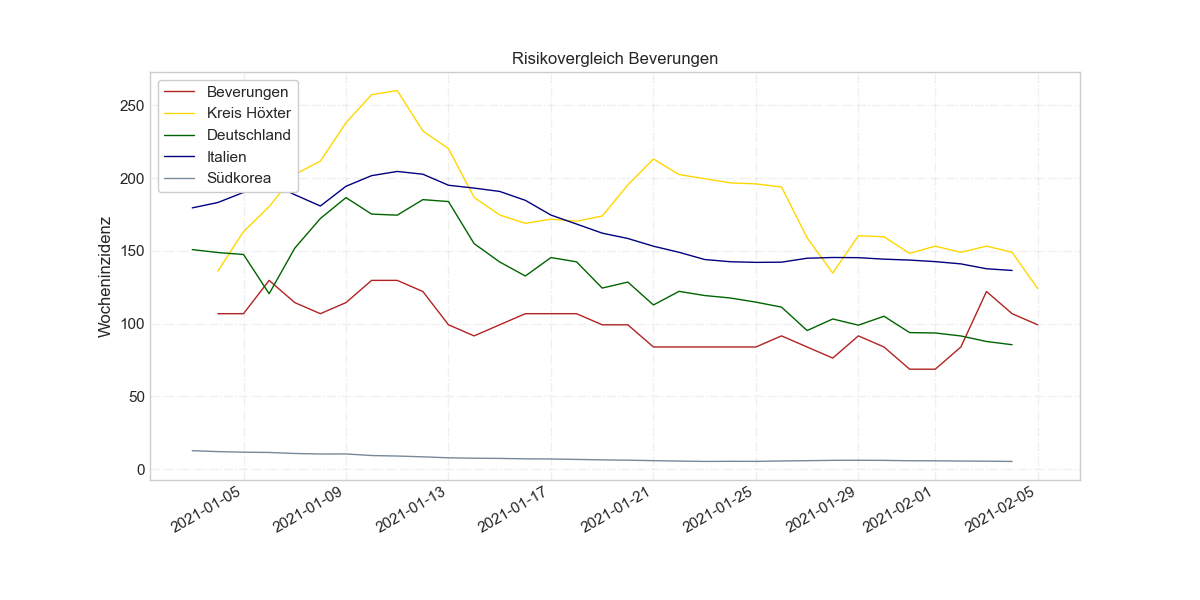 Risikovergleich Beverungen
Beverungen
Kreis Höxter
Deutschland
Italien
Südkorea
Wocheninzidenz
250
200
150
100
50
0
2021-01-05
2021-01-09
2021-01-13
2021-01-17
2021-01-21
2021-01-25
2021-01-29
2021-02-01
2021-02-05